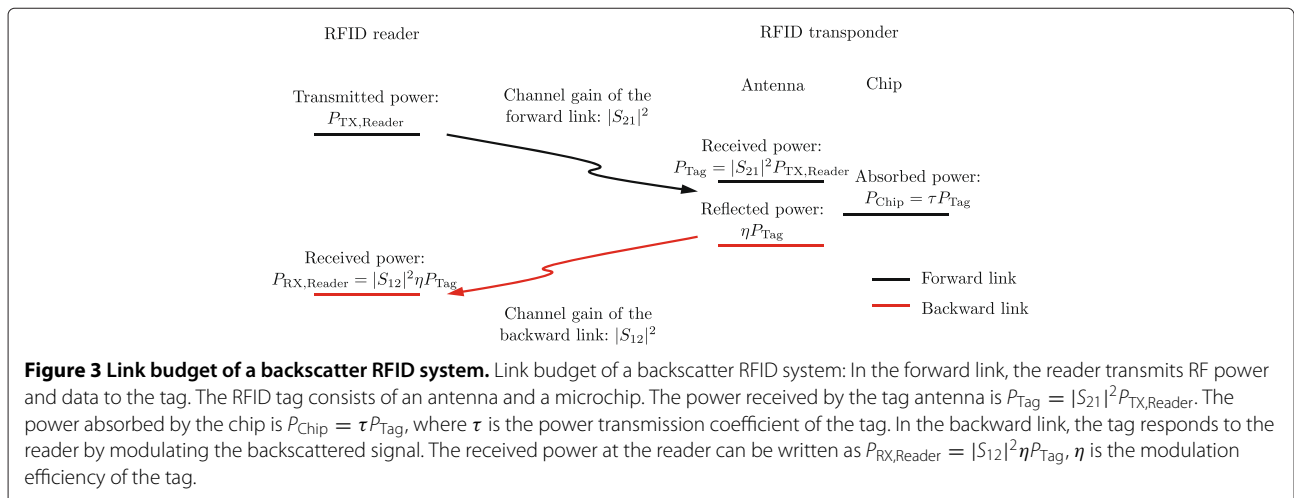 RFID reader
RFID transponder
Antenna
Chip
Transmitted power:
P_TX,Reader
Channel gain of the
forward link: |S_21|^2
Received power:
P_Tag = |S_21|^2 P_TX,Reader
Absorbed power:
P_Chip = τP_Tag
Reflected power:
ηP_Tag
Received power:
P_RX,Reader = |S_12|^2 ηP_Tag
Channel gain of the
backward link: |S_12|^2
Forward link
Backward link
Figure 3 Link budget of a backscatter RFID system. Link budget of a backscatter RFID system: In the forward link, the reader transmits RF power
and data to the tag. The RFID tag consists of an antenna and a microchip. The power received by the tag antenna is P_Tag = |S_21|^2 P_TX,Reader. The
power absorbed by the chip is P_Chip = τP_Tag, where τ is the power transmission coefficient of the tag. In the backward link, the tag responds to the
reader by modulating the backscattered signal. The received power at the reader can be written as P_RX,Reader = |S_12|^2 ηP_Tag, η is the modulation
efficiency of the tag.